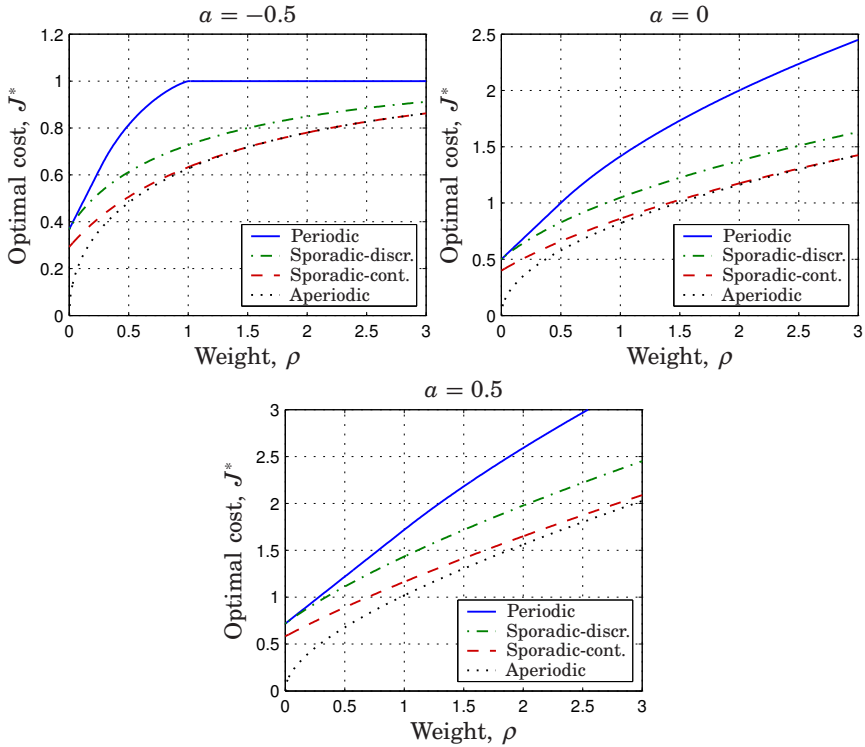 a = −0.5
Optimal cost, J*
1.2
1
0.8
0.6
0.4
0.2
0
0 0.5 1 1.5 2 2.5 3
Weight, ρ
Periodic
Sporadic-discr.
Sporadic-cont.
Aperiodic
a = 0
Optimal cost, J*
2.5
2
1.5
1
0.5
0
0 0.5 1 1.5 2 2.5 3
Weight, ρ
Periodic
Sporadic-discr.
Sporadic-cont.
Aperiodic
a = 0.5
Optimal cost, J*
3
2.5
2
1.5
1
0.5
0
0 0.5 1 1.5 2 2.5 3
Weight, ρ
Periodic
Sporadic-discr.
Sporadic-cont.
Aperiodic